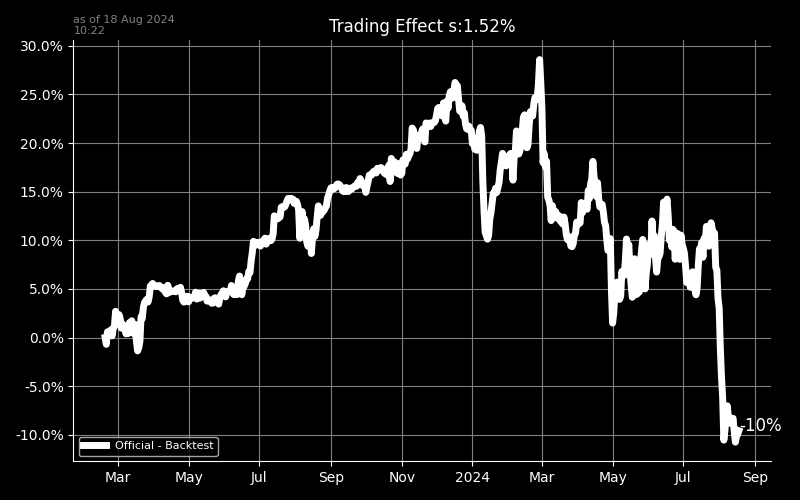 as of 18 Aug 2024
10:22
Trading Effect s:1.52%
30.0%
25.0%
20.0%
15.0%
10.0%
5.0%
0.0%
-5.0%
-10.0%
-10%
Official - Backtest
Mar May Jul Sep Nov 2024 Mar May Jul Sep